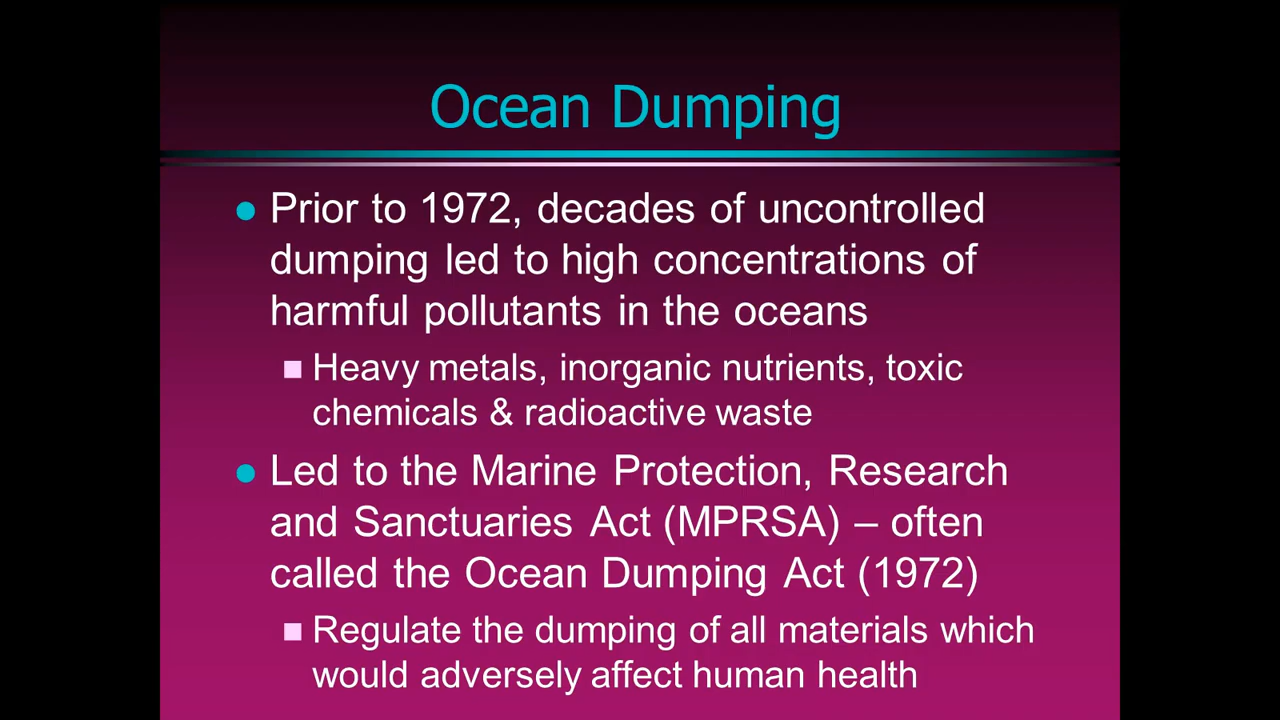 Ocean Dumping
Prior to 1972, decades of uncontrolled
dumping led to high concentrations of
harmful pollutants in the oceans
Heavy metals, inorganic nutrients, toxic
chemicals & radioactive waste
Led to the Marine Protection, Research
and Sanctuaries Act (MPRSA) – often
called the Ocean Dumping Act (1972)
Regulate the dumping of all materials which
would adversely affect human health